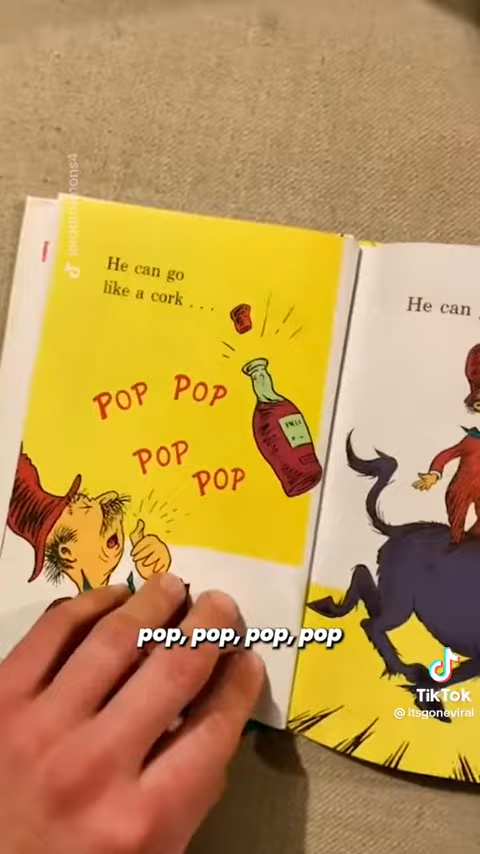 He can go
like a cork . . . .
He can
POP POP
POP
POP
pop, pop, pop, pop
TikTok
@itsgoneviral